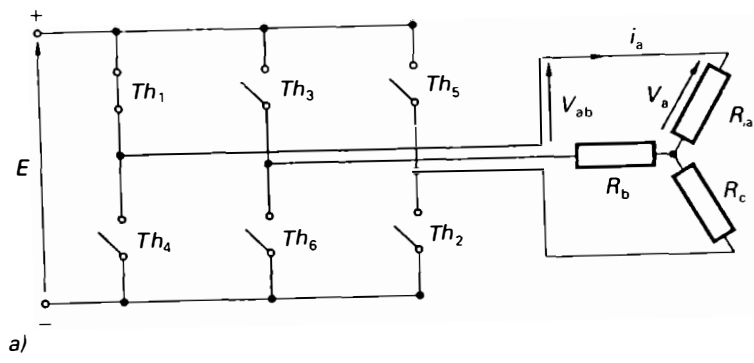 +
Th1
Th3
Th5
ia
Vab
Va
Ra
E
Rb
Rc
Th4
Th6
Th2
−
a)